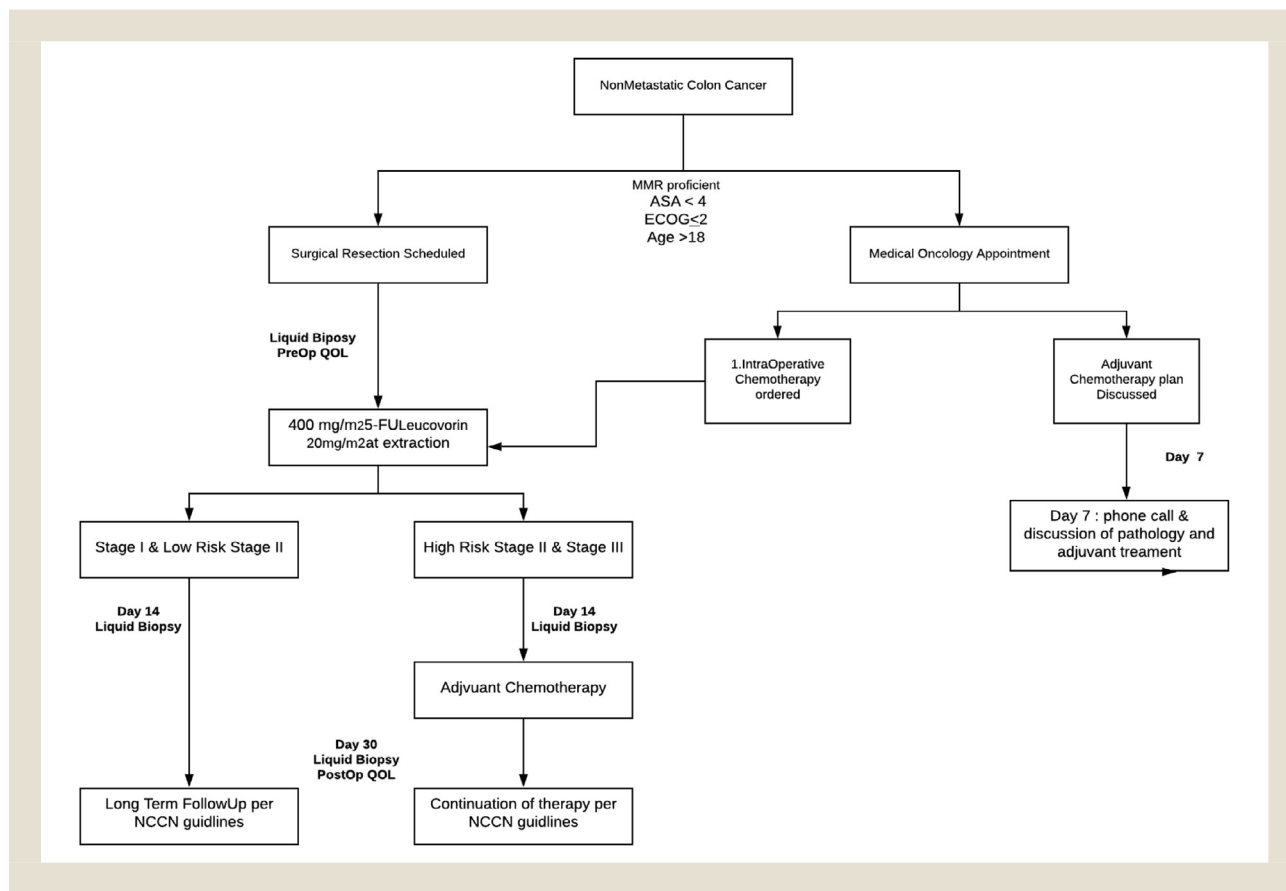 NonMetastatic Colon Cancer
MMR proficient
ASA < 4
ECOG<2
Age >18
Surgical Resection Scheduled
Medical Oncology Appointment
Liquid Bioposy
PreOp QOL
1.IntraOperative
Chemotherapy
ordered
Adjuvant
Chemotherapy plan
Discussed
400 mg/m25-FULeucovorin
20mg/m2at extraction
Day 7
Day 7 : phone call &
discussion of pathology and
adjuvant treament
Stage I & Low Risk Stage II
High Risk Stage II & Stage III
Day 14
Liquid Biopsy
Day 14
Liquid Biopsy
Adjvuant Chemotherapy
Day 30
Liquid Biopsy
PostOp QOL
Long Term FollowUp per
NCCN guidlines
Continuation of therapy per
NCCN guidlines